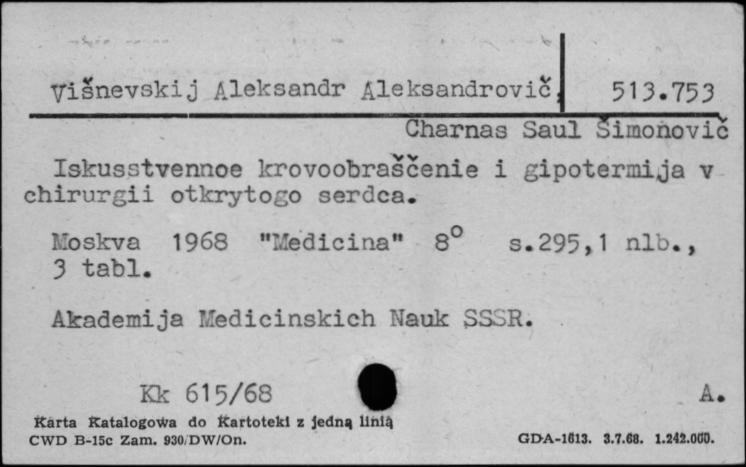 Višnevskij Aleksandr Aleksandrovič, 513.753
Charnas Saul Šimonovič
Iskusstvennoe krovoobraščenie i gipotermija v
chirurgii otkrytogo serdca.
Moskva 1968 "Medicina" 8° s.295,1 nlb.,
3 tabl.
Akademija Medicinskich Nauk SSSR.
Kk 615/68 A.
Karta Katalogowa do Kartoteki z jedną linią
CWD B-15c Zam. 930/DW/On. GDA-1613. 3.7.68. 1.242.000.